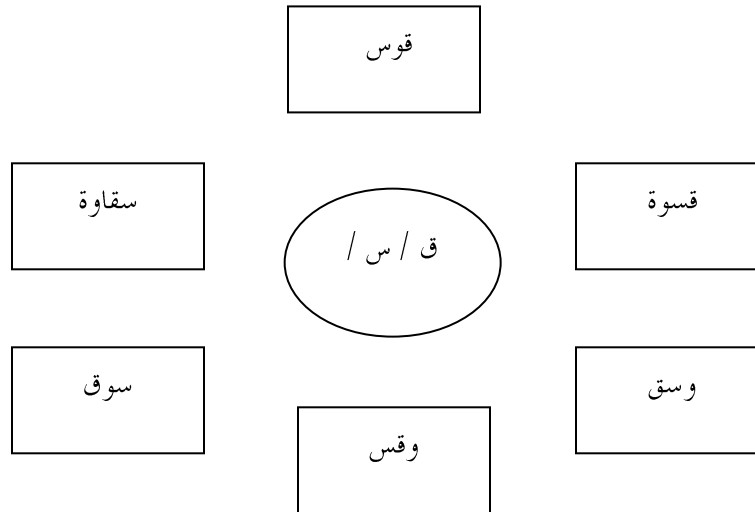 قوس
قسوة
سقاوة
ق / س /
وسق
سوق
وقس